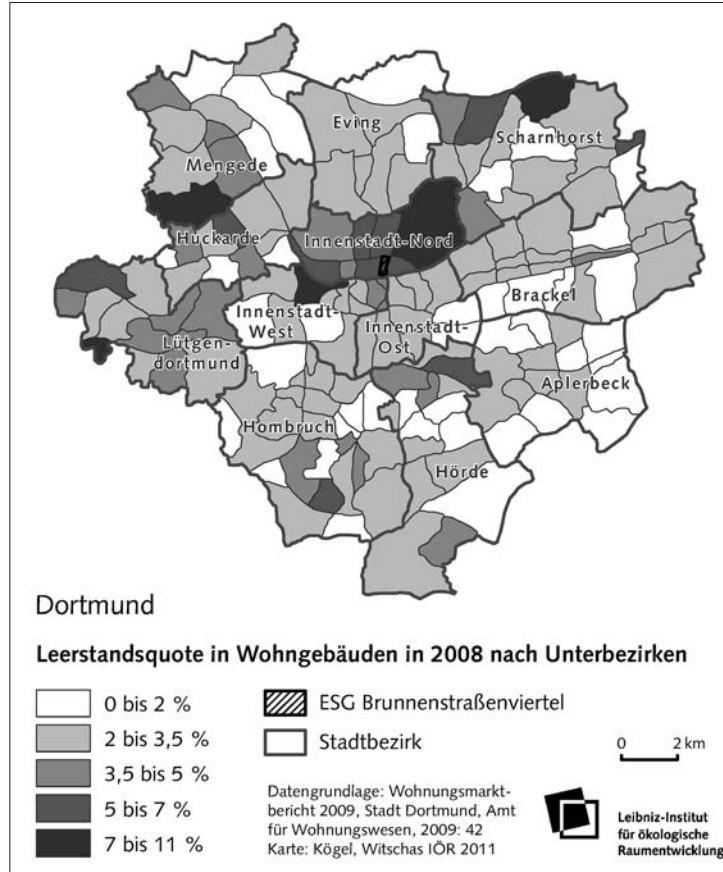 Eving
Scharnhorst
Mengede
Huckarde
Innenstadt-Nord
Brackel
Innenstadt-
West
Innenstadt-
Ost
Lütgen-
dortmund
Aplerbeck
Hombruch
Hörde
Dortmund
Leerstandsquote in Wohngebäuden in 2008 nach Unterbezirken
0 bis 2 %
2 bis 3,5 %
3,5 bis 5 %
5 bis 7 %
7 bis 11 %
ESG Brunnenstraßenviertel
Stadtbezirk
0 2 km
Datengrundlage: Wohnungsmarkt-
bericht 2009, Stadt Dortmund, Amt
für Wohnungswesen, 2009: 42
Karte: Kögel, Witschas IÖR 2011
Leibniz-Institut
für ökologische
Raumentwicklung